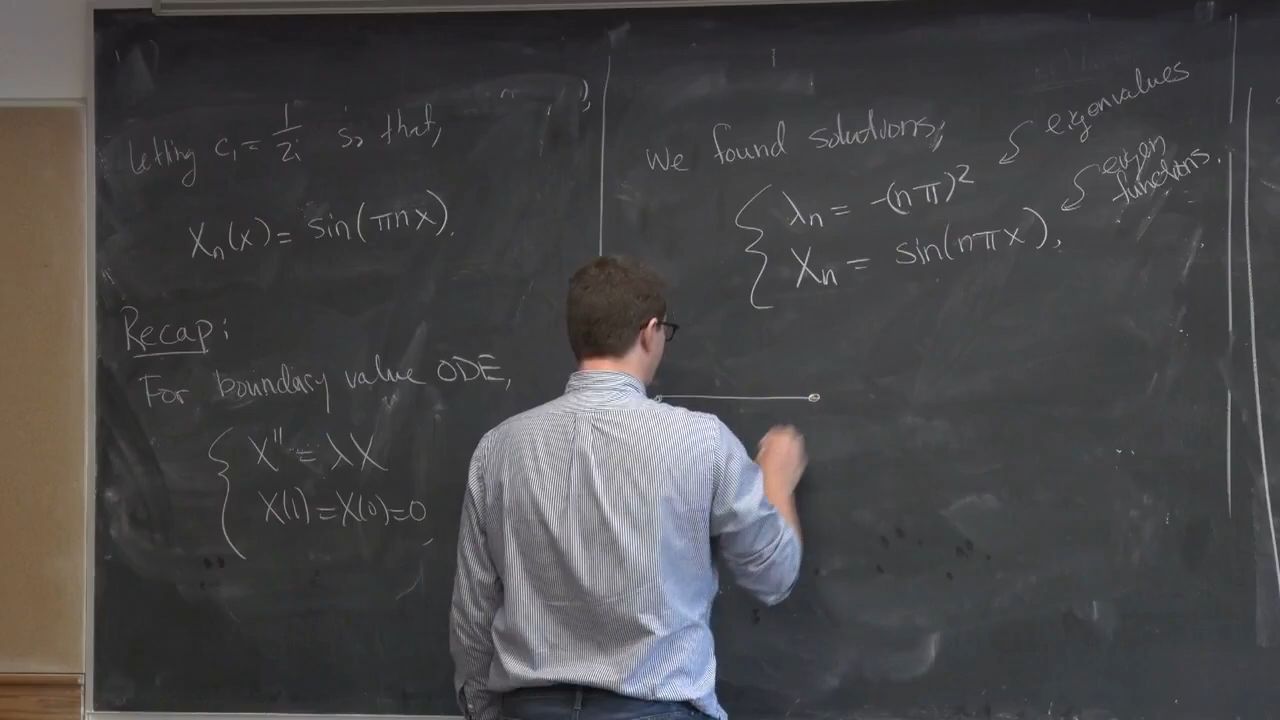 letting c₁ = 1/2i so that,
Xₙ(x) = sin(πnx).
Recap:
For boundary value ODE,
{ X'' = λX
X(1) = X(0) = 0
We found solutions;
{ λₙ = -(nπ)² eigenvalues
Xₙ = sin(nπx), eigen
functions.